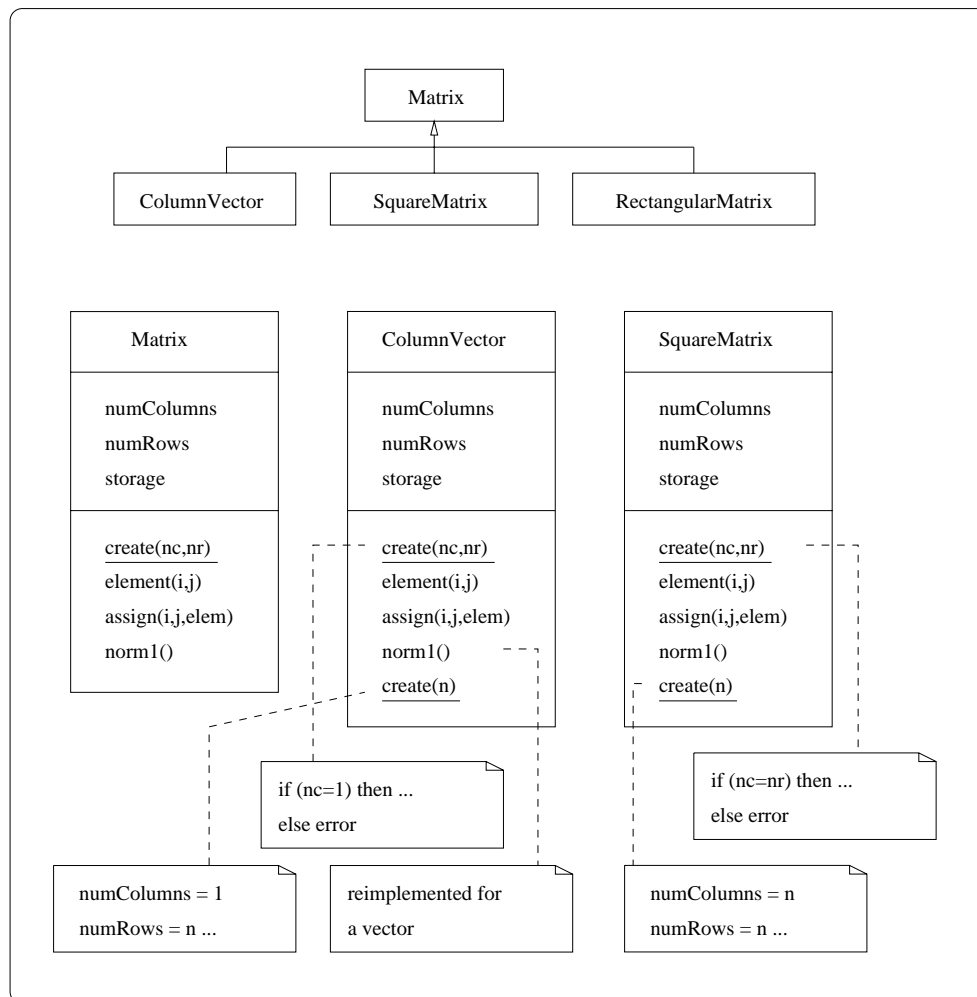 Matrix
ColumnVector
SquareMatrix
RectangularMatrix
Matrix
numColumns
numRows
storage
create(nc,nr)
element(i,j)
assign(i,j,elem)
norm1()
ColumnVector
numColumns
numRows
storage
create(nc,nr)
element(i,j)
assign(i,j,elem)
norm1()
create(n)
SquareMatrix
numColumns
numRows
storage
create(nc,nr)
element(i,j)
assign(i,j,elem)
norm1()
create(n)
if (nc=1) then ...
else error
if (nc=nr) then ...
else error
numColumns = 1
numRows = n ...
reimplemented for
a vector
numColumns = n
numRows = n ...